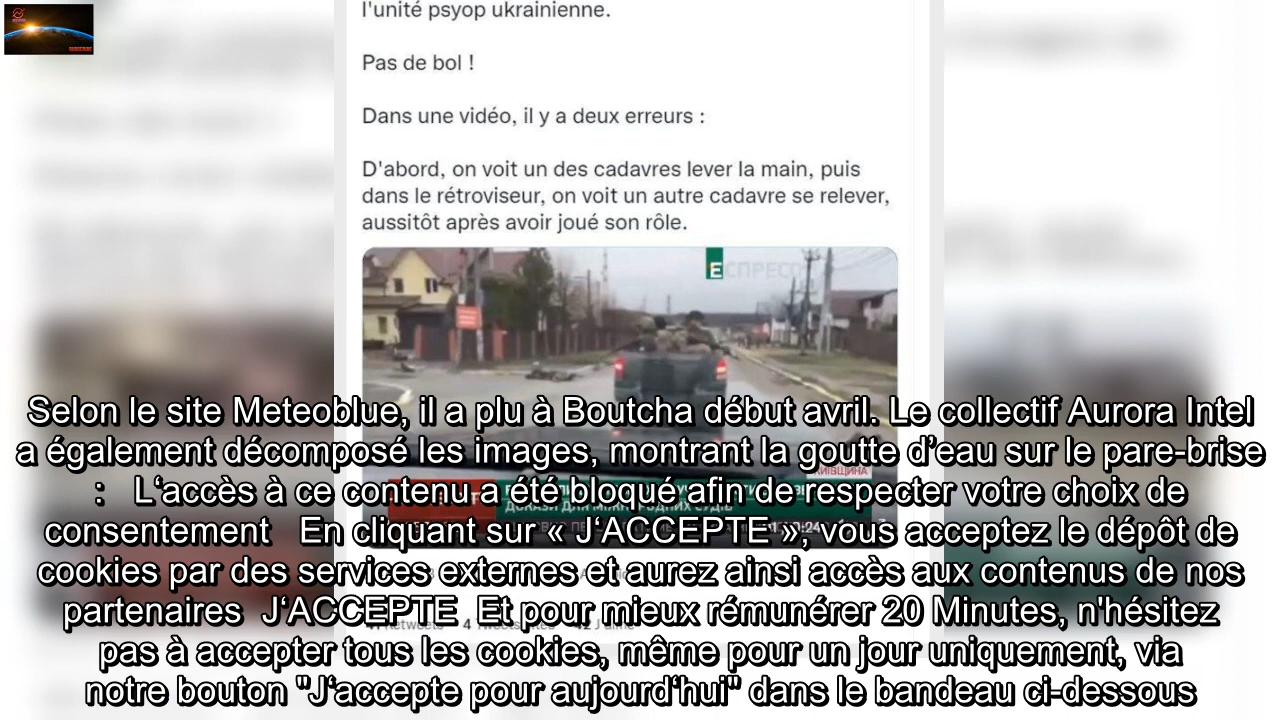 l'unité psyop ukrainienne.
Pas de bol !
Dans une vidéo, il y a deux erreurs :
D'abord, on voit un des cadavres lever la main, puis
dans le rétroviseur, on voit un autre cadavre se relever,
aussitôt après avoir joué son rôle.
ЕСПРЕСО
Selon le site Meteoblue, il a plu à Boutcha début avril. Le collectif Aurora Intel
a également décomposé les images, montrant la goutte d’eau sur le pare-brise
: L‘accès à ce contenu a été bloqué afin de respecter votre choix de
consentement En cliquant sur « J‘ACCEPTE », vous acceptez le dépôt de
cookies par des services externes et aurez ainsi accès aux contenus de nos
partenaires J‘ACCEPTE Et pour mieux rémunérer 20 Minutes, n'hésitez
pas à accepter tous les cookies, même pour un jour uniquement, via
notre bouton "J‘accepte pour aujourd‘hui" dans le bandeau ci-dessous
КИЇВЩИНА
ДОКАЗИ ДЛЯ МІЖНАРОДНИХ СУДІВ